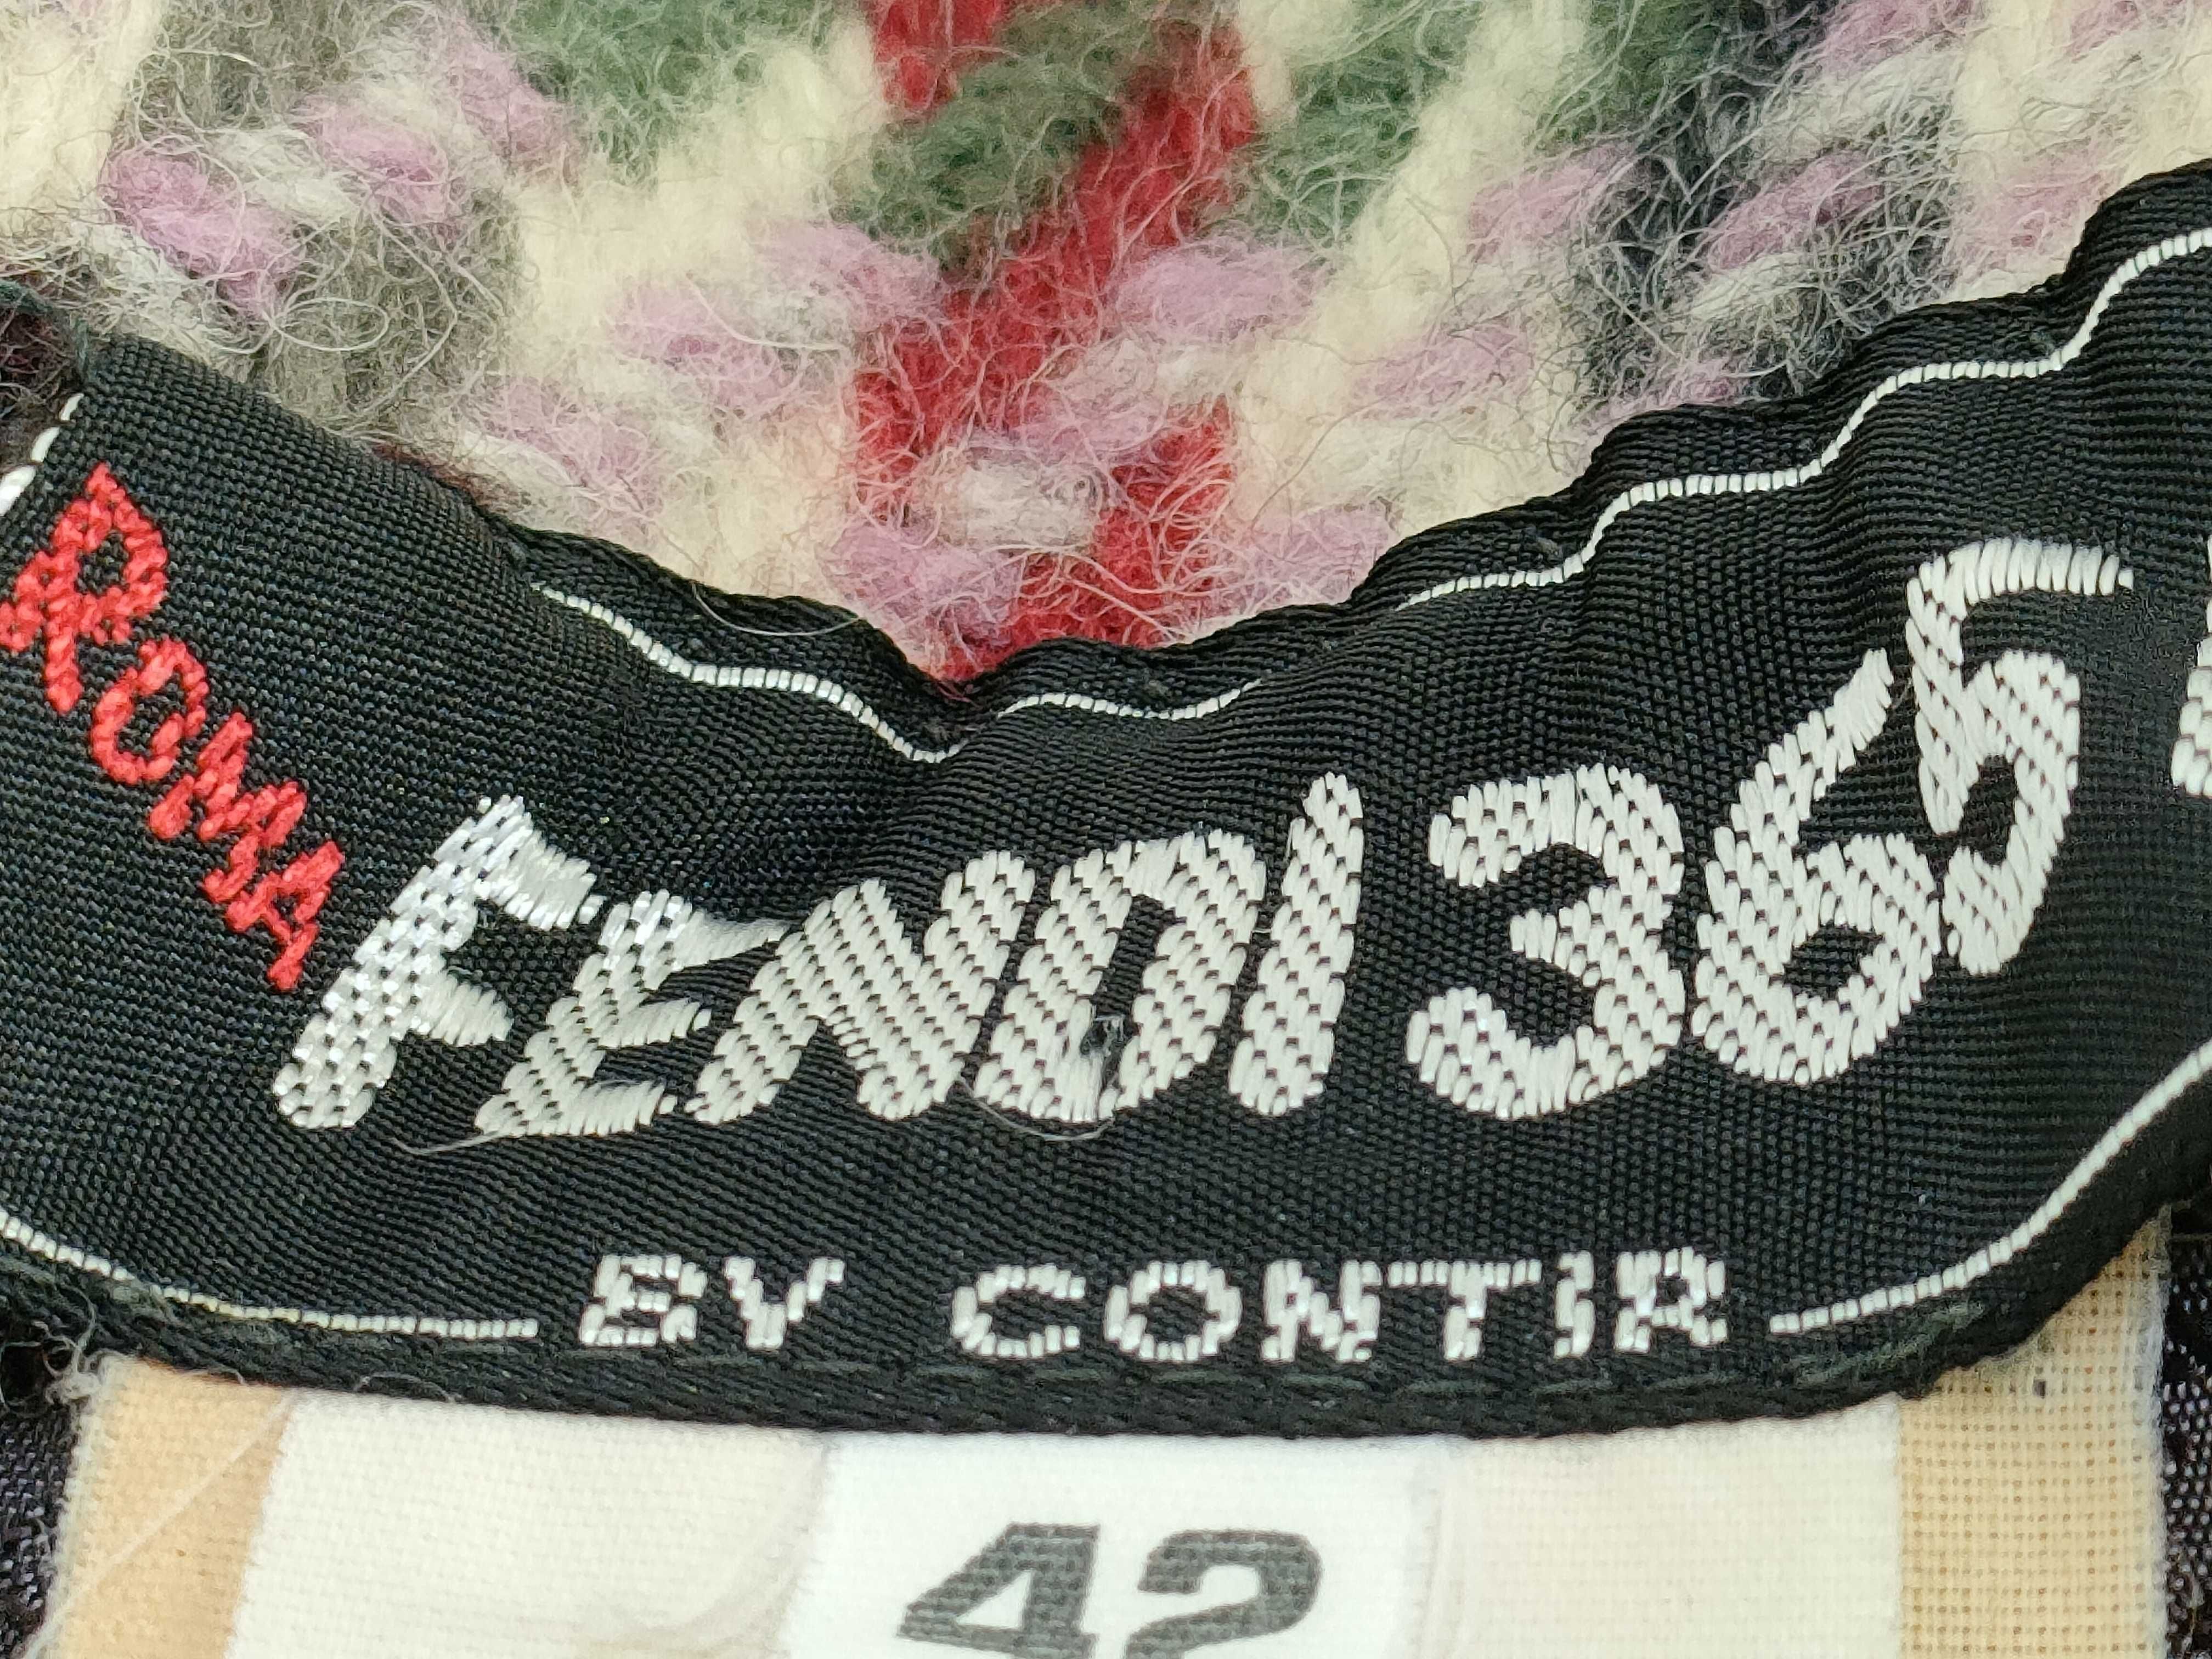 ROMA
FENDI 365
BY CONTIR
42